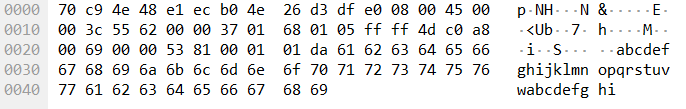 0000 70 c9 4e 48 e1 ec b0 4e 26 d3 df e0 08 00 45 00 p NH N & E
0010 00 3c 55 62 00 00 37 01 68 01 05 ff ff 4d c0 a8 <Ub 7 h M
0020 00 69 00 00 53 81 00 01 01 da 61 62 63 64 65 66 i S abcdef
0030 67 68 69 6a 6b 6c 6d 6e 6f 70 71 72 73 74 75 76 ghijklmn opqrstuv
0040 77 61 62 63 64 65 66 67 68 69 wabcdefg hi